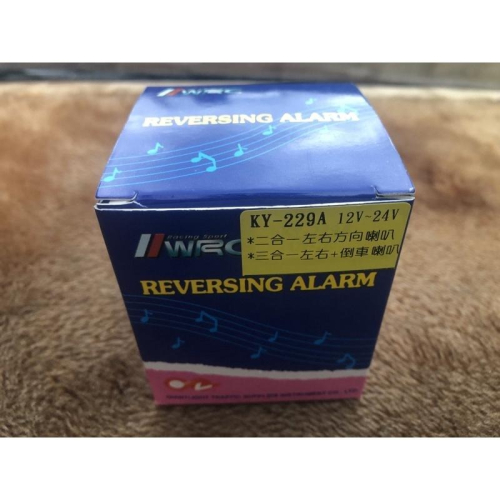 WRC
REVERSING ALARM
KY-229A 12V-24V
*二合一左右方向喇叭
*三合一左右+倒車喇叭
Racing Sport
WRC
REVERSING ALARM